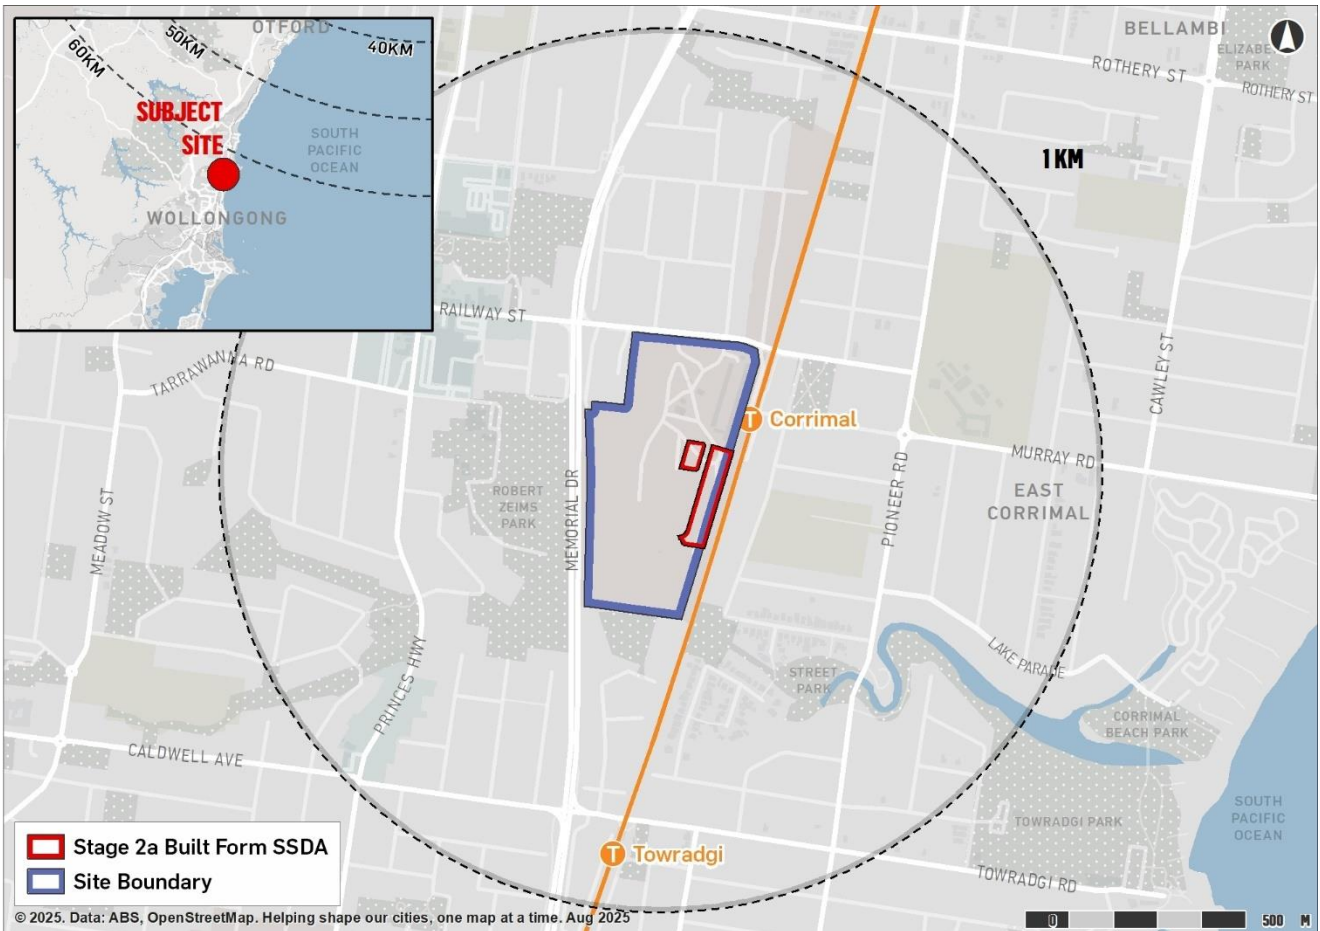 OTFORD
50KM
40KM
60KM
SUBJECT
SITE
SOUTH
PACIFIC
OCEAN
WOLLONGONG
BELLAMBI
ROTHERY ST
PARK
ROTHERY ST
1KM
RAILWAY ST
TARRAWANNA RD
T Corrimal
CAWLEY ST
MURRAY RD
EAST
CORRIMAL
PIONEER RD
MEADOW ST
ROBERT
ZEIMS
PARK
MEMORIAL DR
PRINCES HWY
LAKE PARADE
STREET
PARK
CORRIMAL
BEACH PARK
CALDWELL AVE
SOUTH
PACIFIC
OCEAN
TOWRADGI PARK
T Towradgi
TOWRADGI RD
Stage 2a Built Form SSDA
Site Boundary
© 2025. Data: ABS, OpenStreetMap. Helping shape our cities, one map at a time. Aug 2025
0 500 M